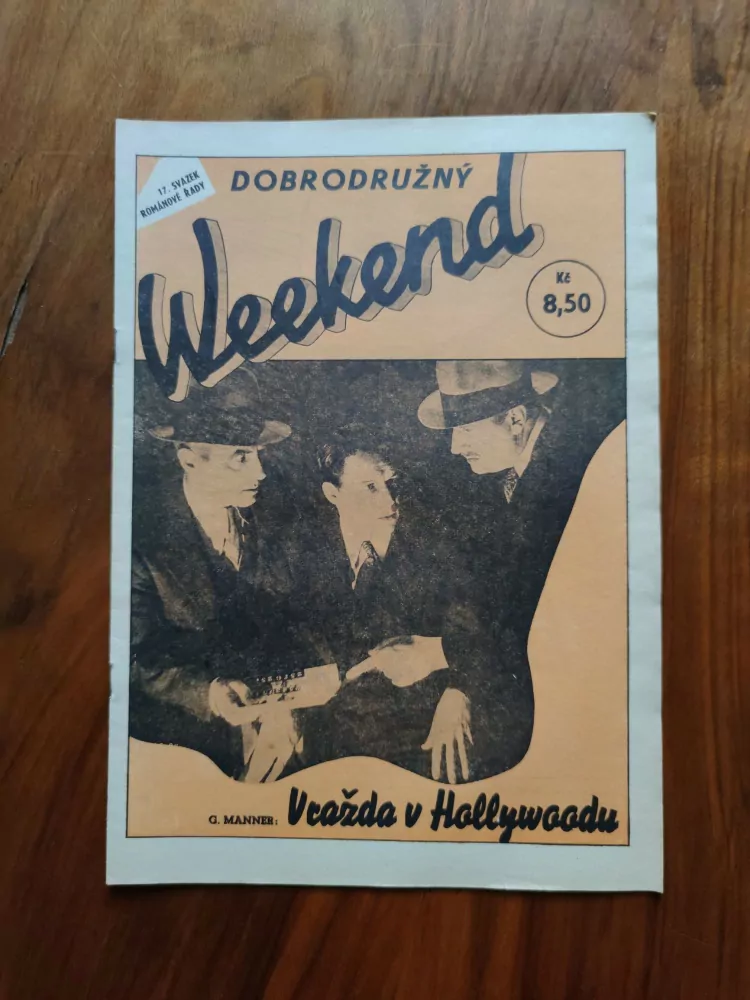 17. SVAZEK
ROMÁNOVÉ ŘADY
DOBRODRUŽNÝ
Weekend
Kč
8,50
G. MANNER: Vražda v Hollywoodu